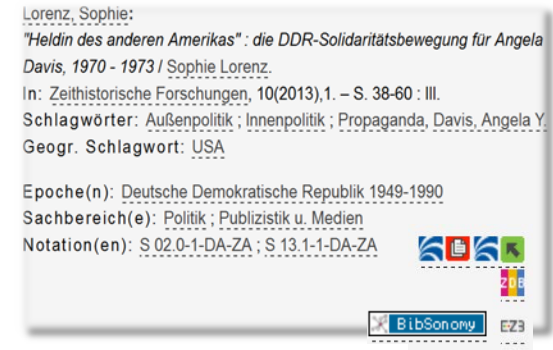 Lorenz, Sophie:
"Heldin des anderen Amerikas" : die DDR-Solidaritätsbewegung für Angela
Davis, 1970 - 1973 / Sophie Lorenz.
In: Zeithistorische Forschungen, 10(2013),1. – S. 38-60 : Ill.
Schlagwörter: Außenpolitik ; Innenpolitik ; Propaganda, Davis, Angela Y.
Geogr. Schlagwort: USA
Epoche(n): Deutsche Demokratische Republik 1949-1990
Sachbereich(e): Politik ; Publizistik u. Medien
Notation(en): S 02.0-1-DA-ZA ; S 13.1-1-DA-ZA
ZDB
BibSonomy EZB